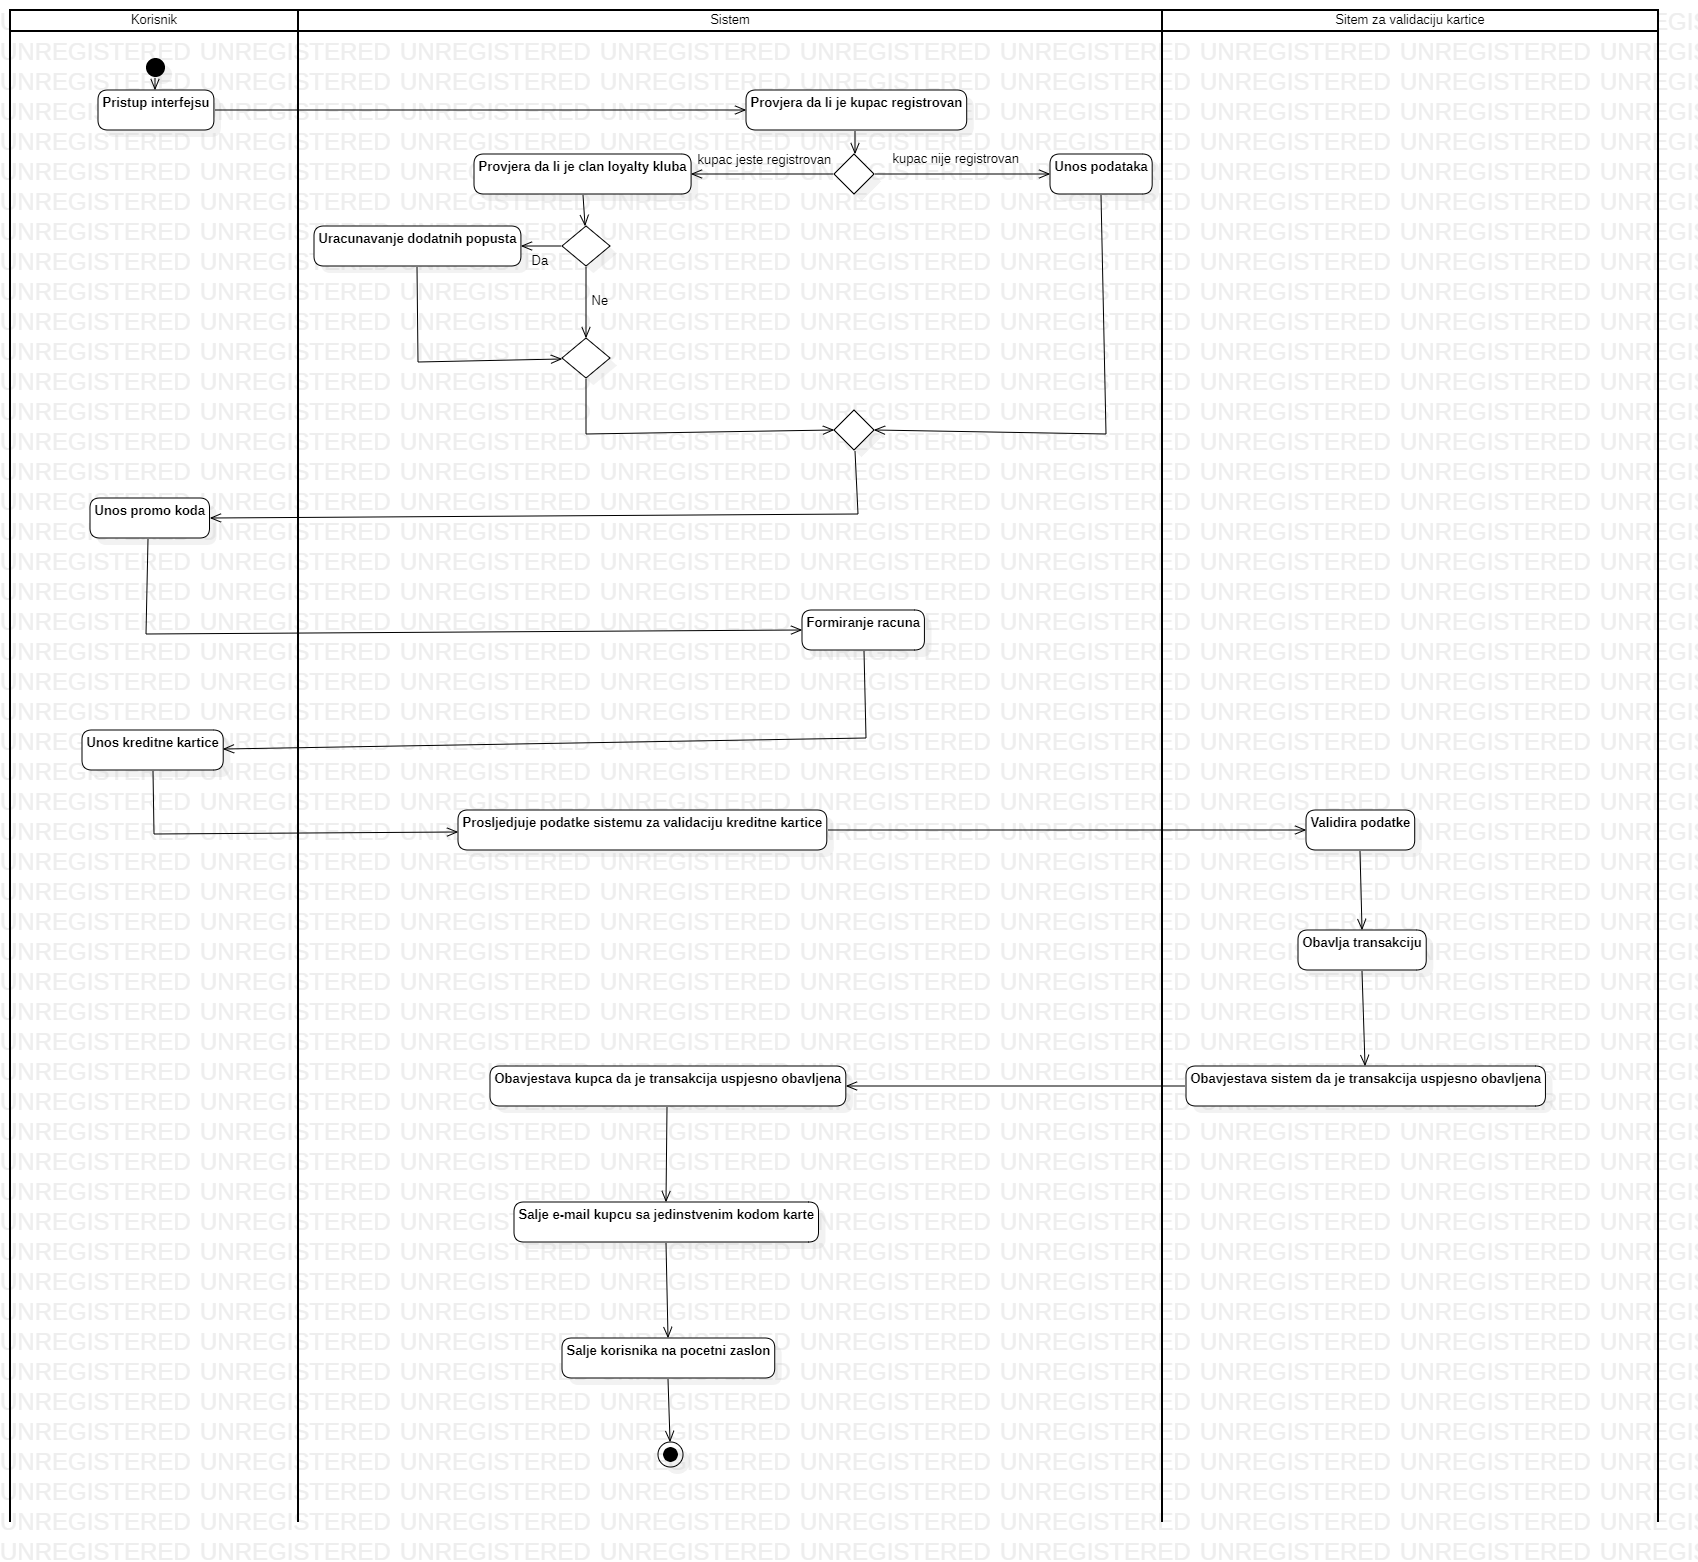 Korisnik
Sistem
Sitem za validaciju kartice
Pristup interfejsu
Provjera da li je kupac registrovan
Provjera da li je clan loyalty kluba
kupac jeste registrovan
kupac nije registrovan
Unos podataka
Uracunavanje dodatnih popusta
Da
Ne
Unos promo koda
Formiranje racuna
Unos kreditne kartice
Prosljedjuje podatke sistemu za validaciju kreditne kartice
Validira podatke
Obavlja transakciju
Obavjestava kupca da je transakcija uspjesno obavljena
Obavjestava sistem da je transakcija uspjesno obavljena
Salje e-mail kupcu sa jedinstvenim kodom karte
Salje korisnika na pocetni zaslon
UNREGISTERED